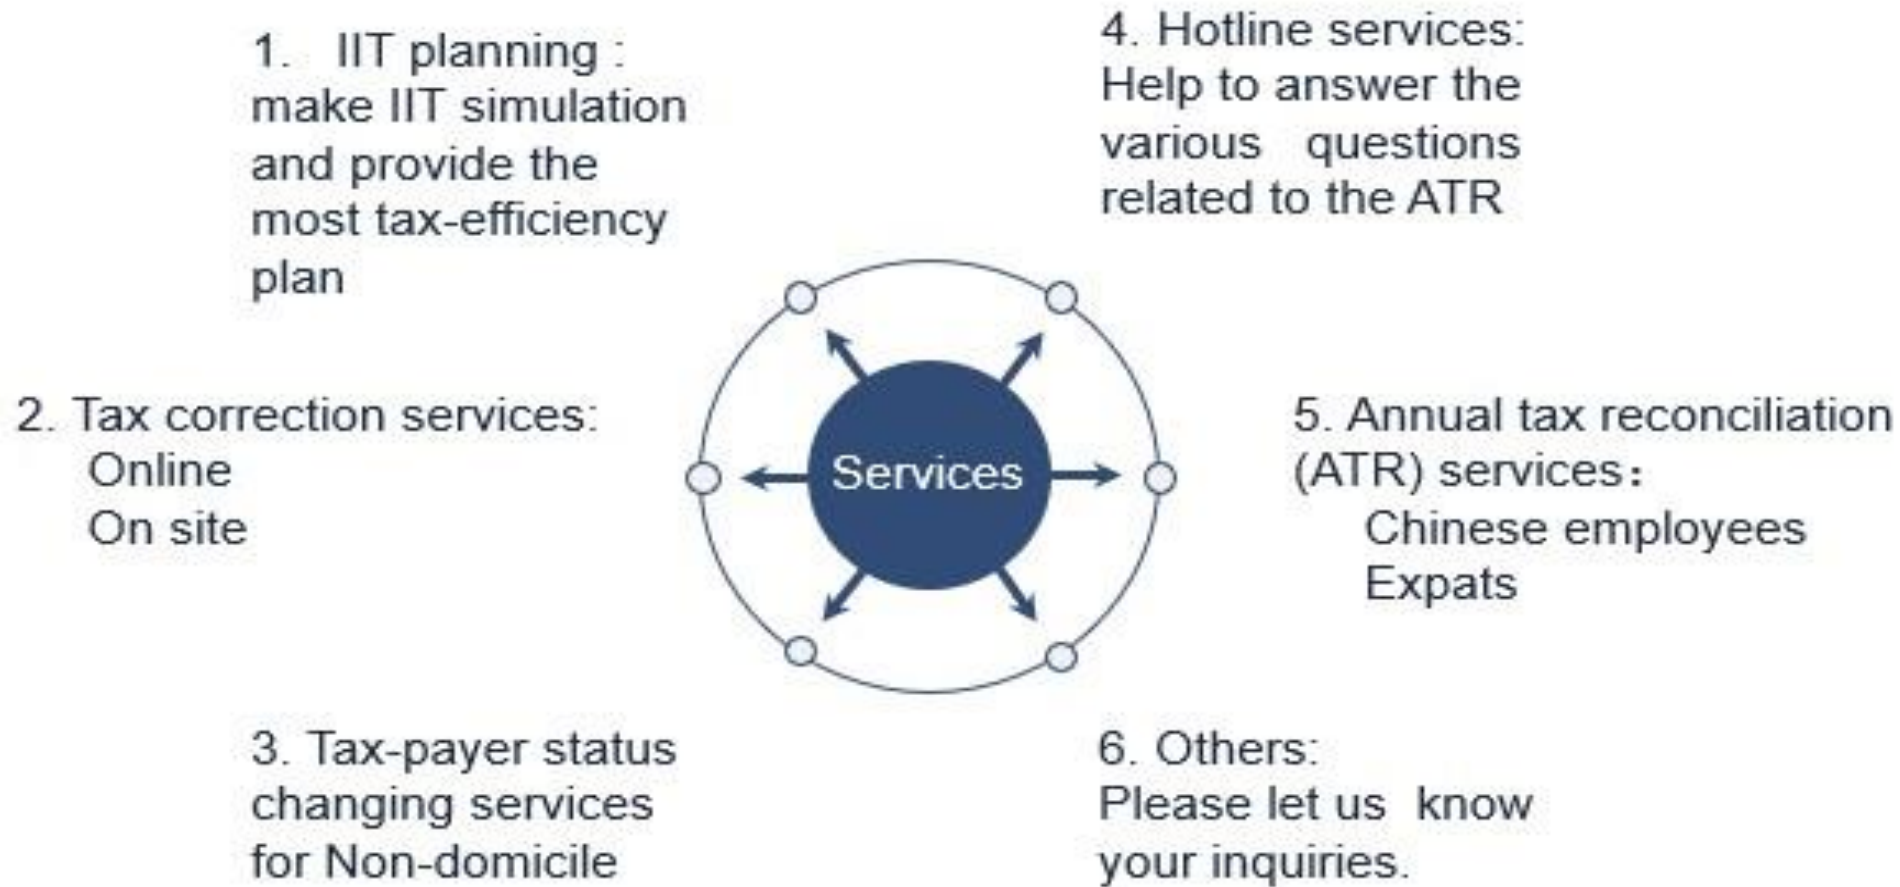 1. IIT planning :
make IIT simulation
and provide the
most tax-efficiency
plan
2. Tax correction services:
Online
On site
3. Tax-payer status
changing services
for Non-domicile
Services
4. Hotline services:
Help to answer the
various questions
related to the ATR
5. Annual tax reconciliation
(ATR) services：
Chinese employees
Expats
6. Others:
Please let us know
your inquiries.